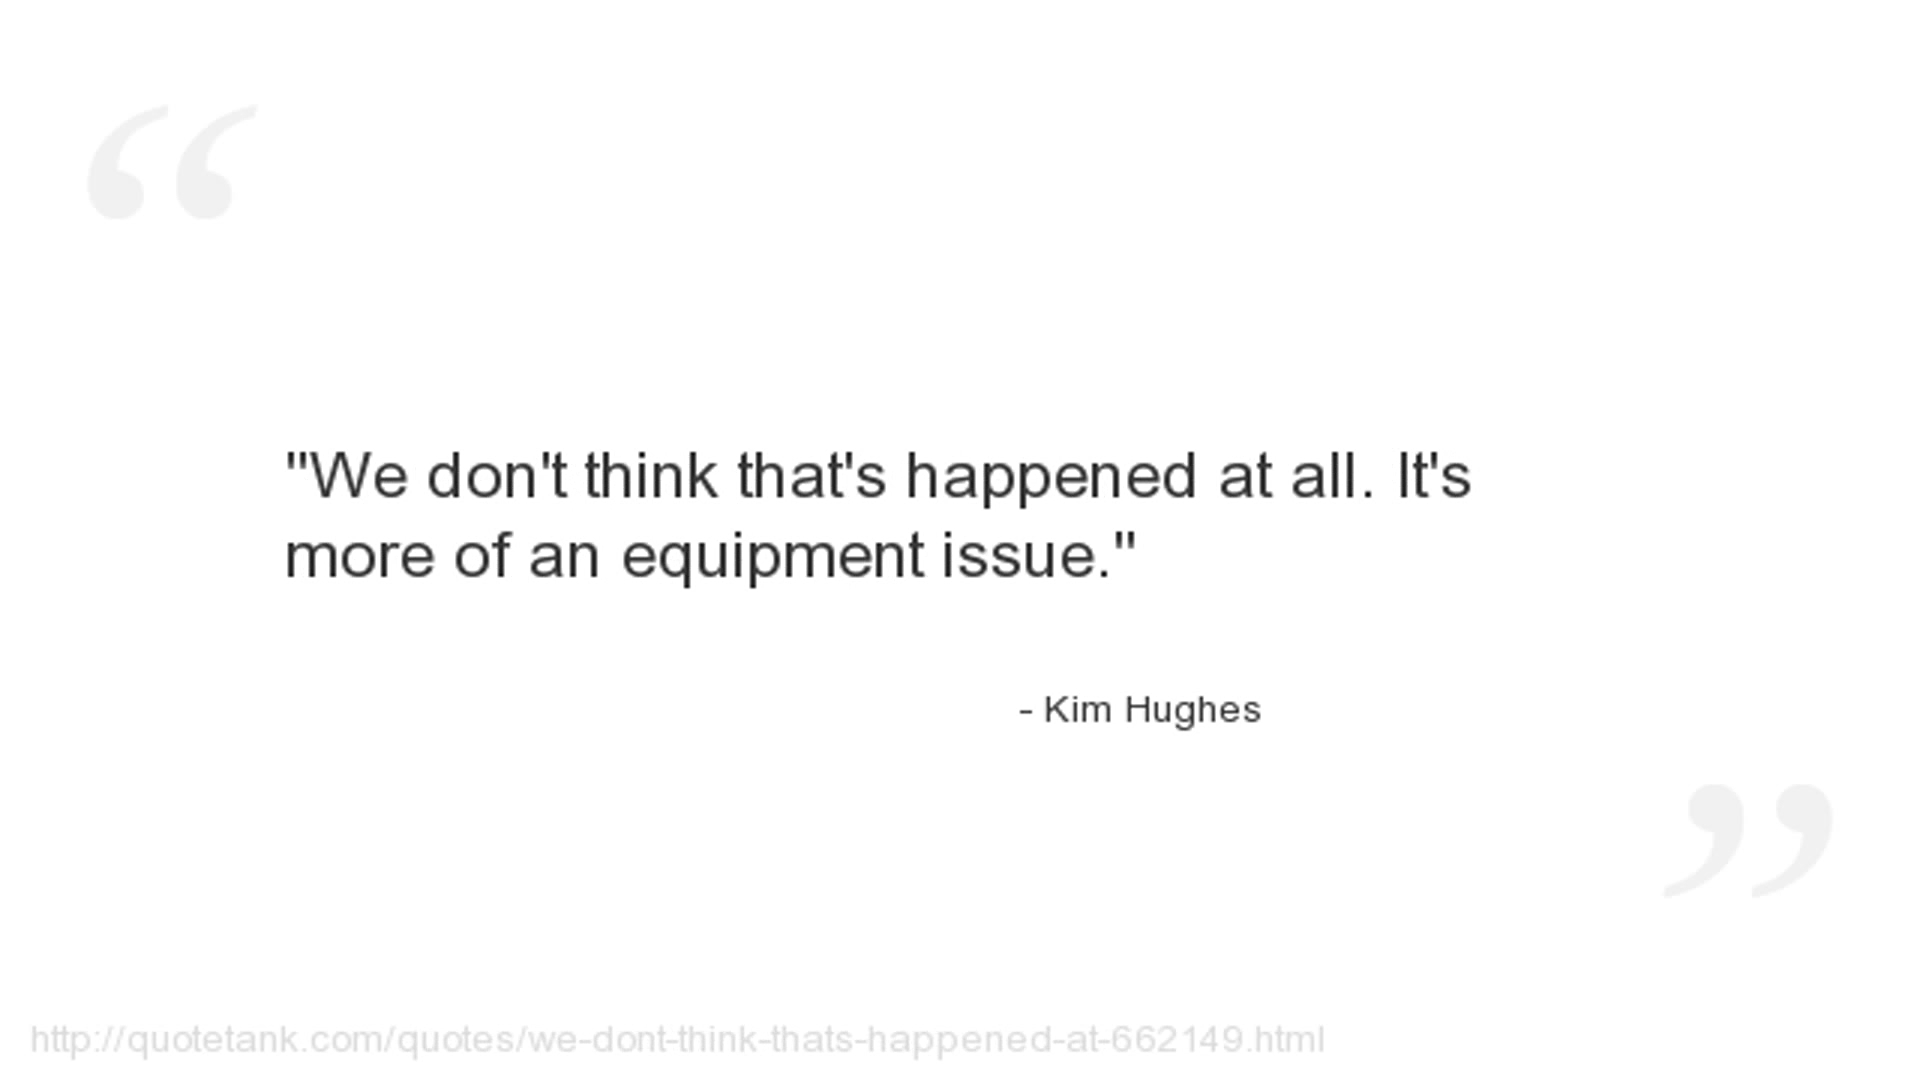 "We don't think that's happened at all. It's
more of an equipment issue."
- Kim Hughes
http://quotetank.com/quotes/we-dont-think-thats-happened-at-662149.html